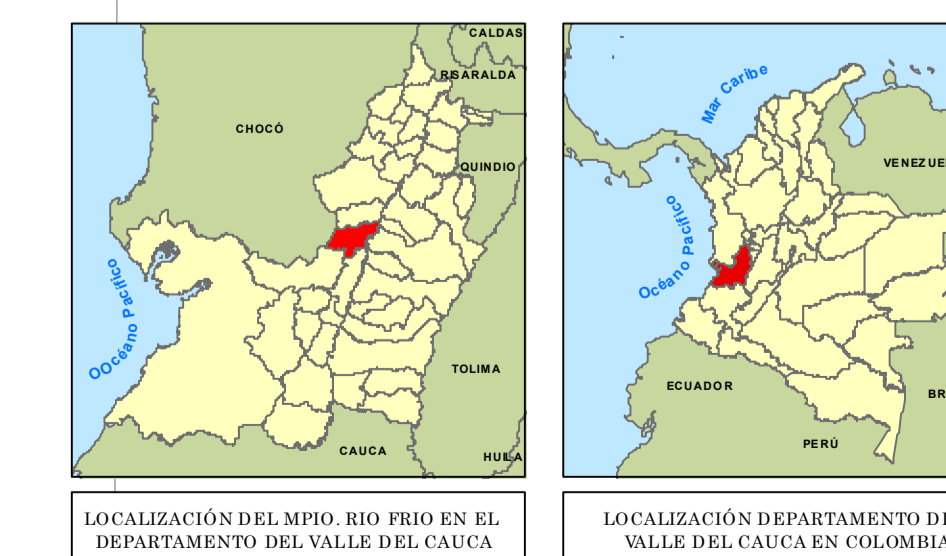 CALDAS
RISARALDA
CHOCÓ
QUINDIO
OOcéano Pacífico
TOLIMA
CAUCA
HUILA
LOCALIZACIÓN DEL MPIO. RIO FRIO EN EL
DEPARTAMENTO DEL VALLE DEL CAUCA
Mar Caribe
VENEZUE
Océano Pacífico
ECUADOR
BR
PERÚ
LOCALIZACIÓN DEPARTAMENTO DE
VALLE DEL CAUCA EN COLOMBIA